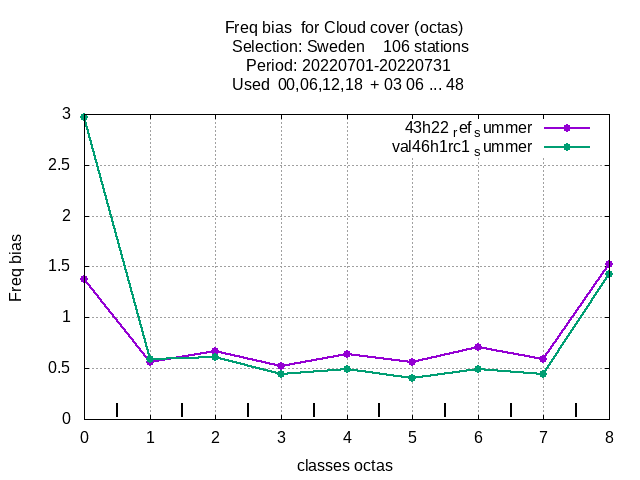 Freq bias  for Cloud cover (octas)
Selection: Sweden    106 stations
Period: 20220701-20220731
Used  00,06,12,18  + 03 06 ... 48
43h22 ref summer
val46h1rc1 summer
3
2.5
2
1.5
1
0.5
0
Freq bias
0 1 2 3 4 5 6 7 8
classes octas